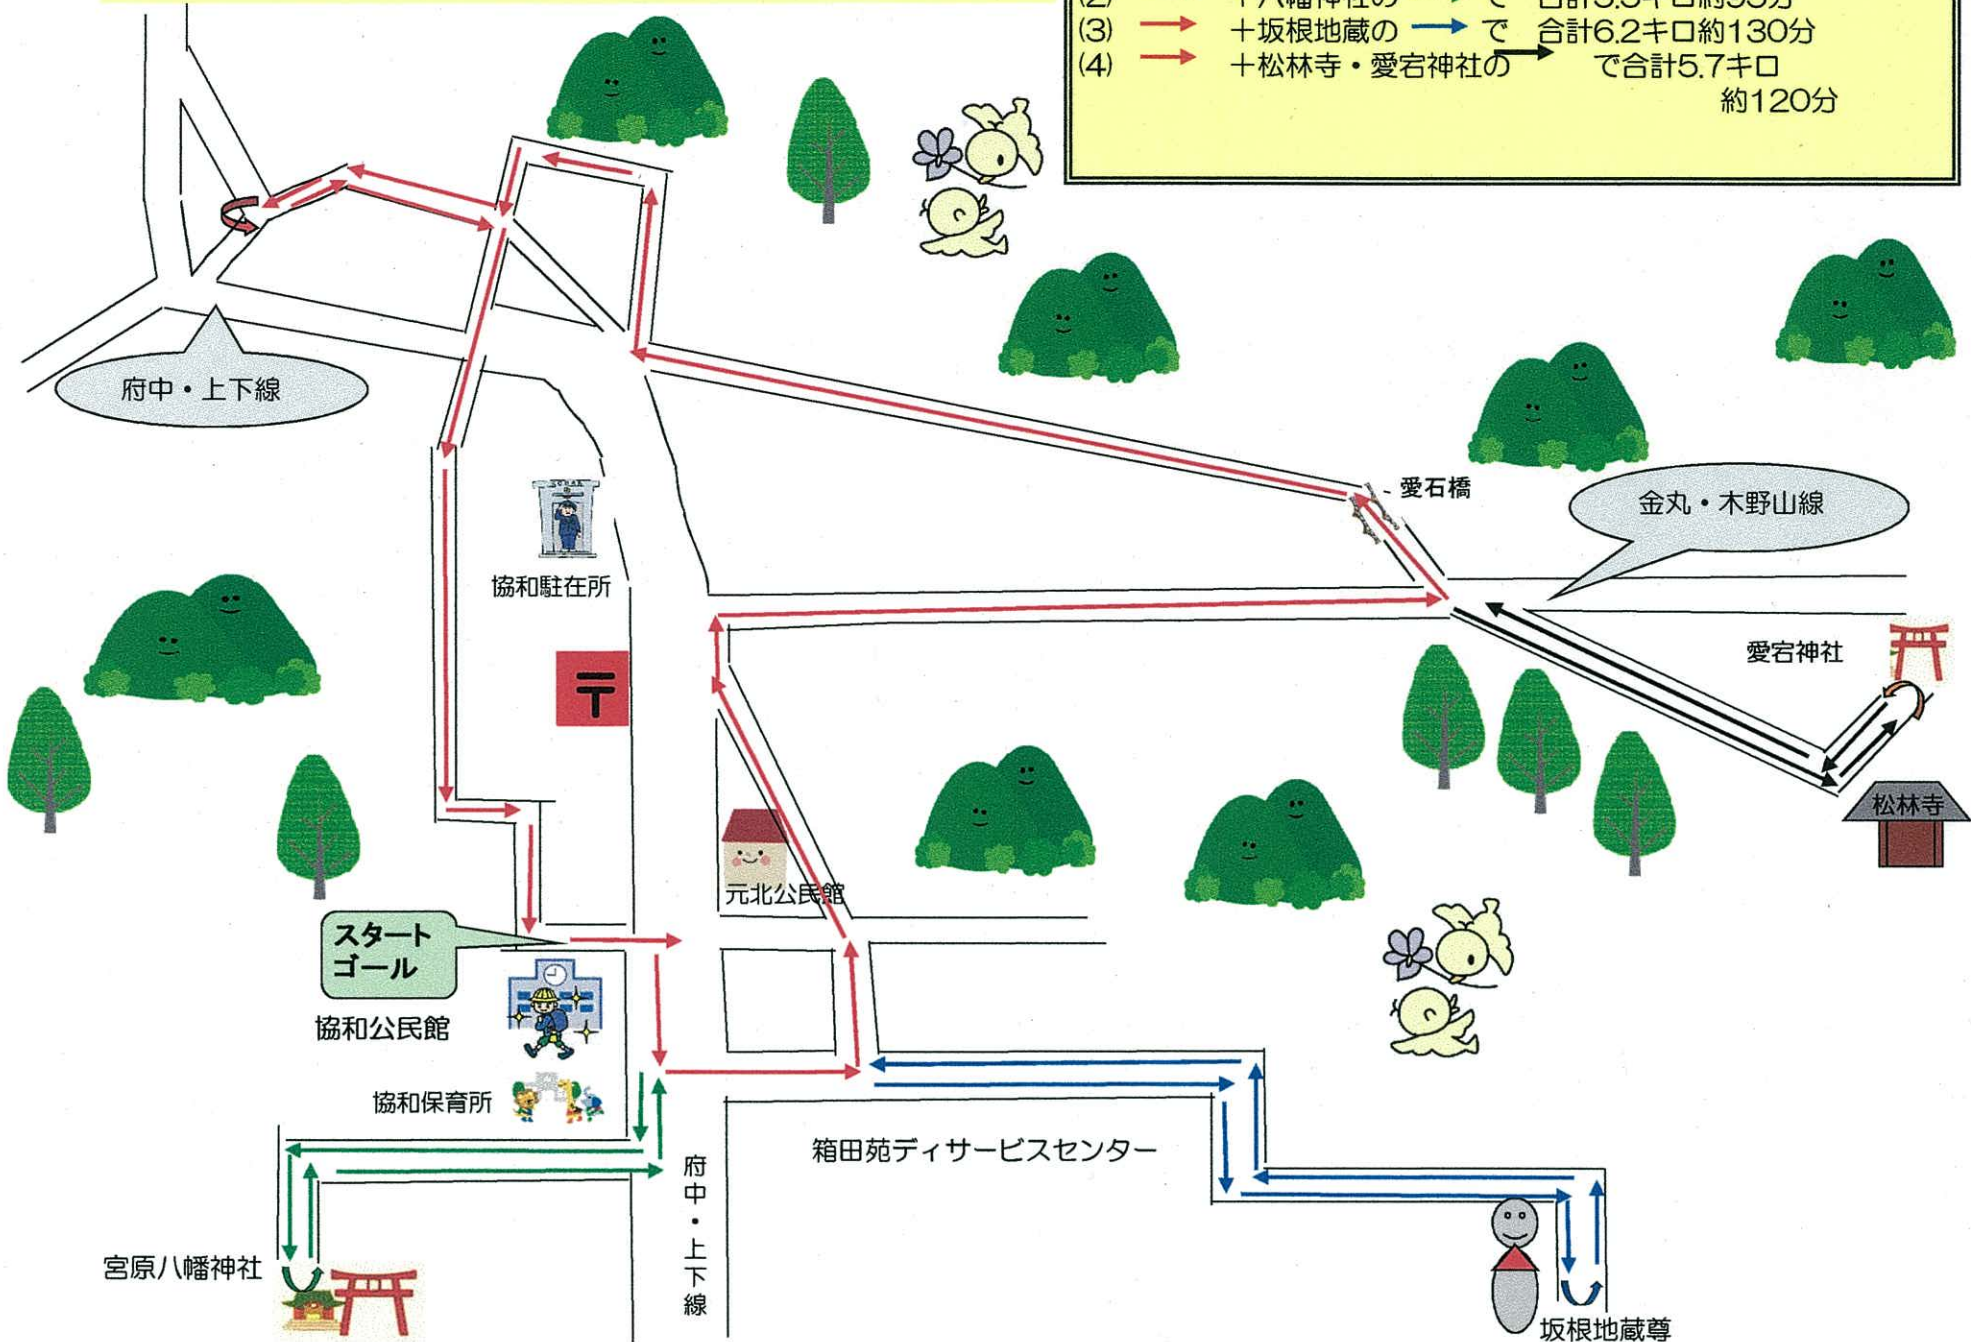 (3) → +坂根地蔵の → で 合計6.2キロ約130分
(4) → +松林寺・愛宕神社の → で合計5.7キロ
約120分
府中・上下線
愛石橋
金丸・木野山線
協和駐在所
愛宕神社
松林寺
元北公民館
スタート
ゴール
協和公民館
協和保育所
箱田苑ディサービスセンター
府中・上下線
宮原八幡神社
坂根地蔵尊